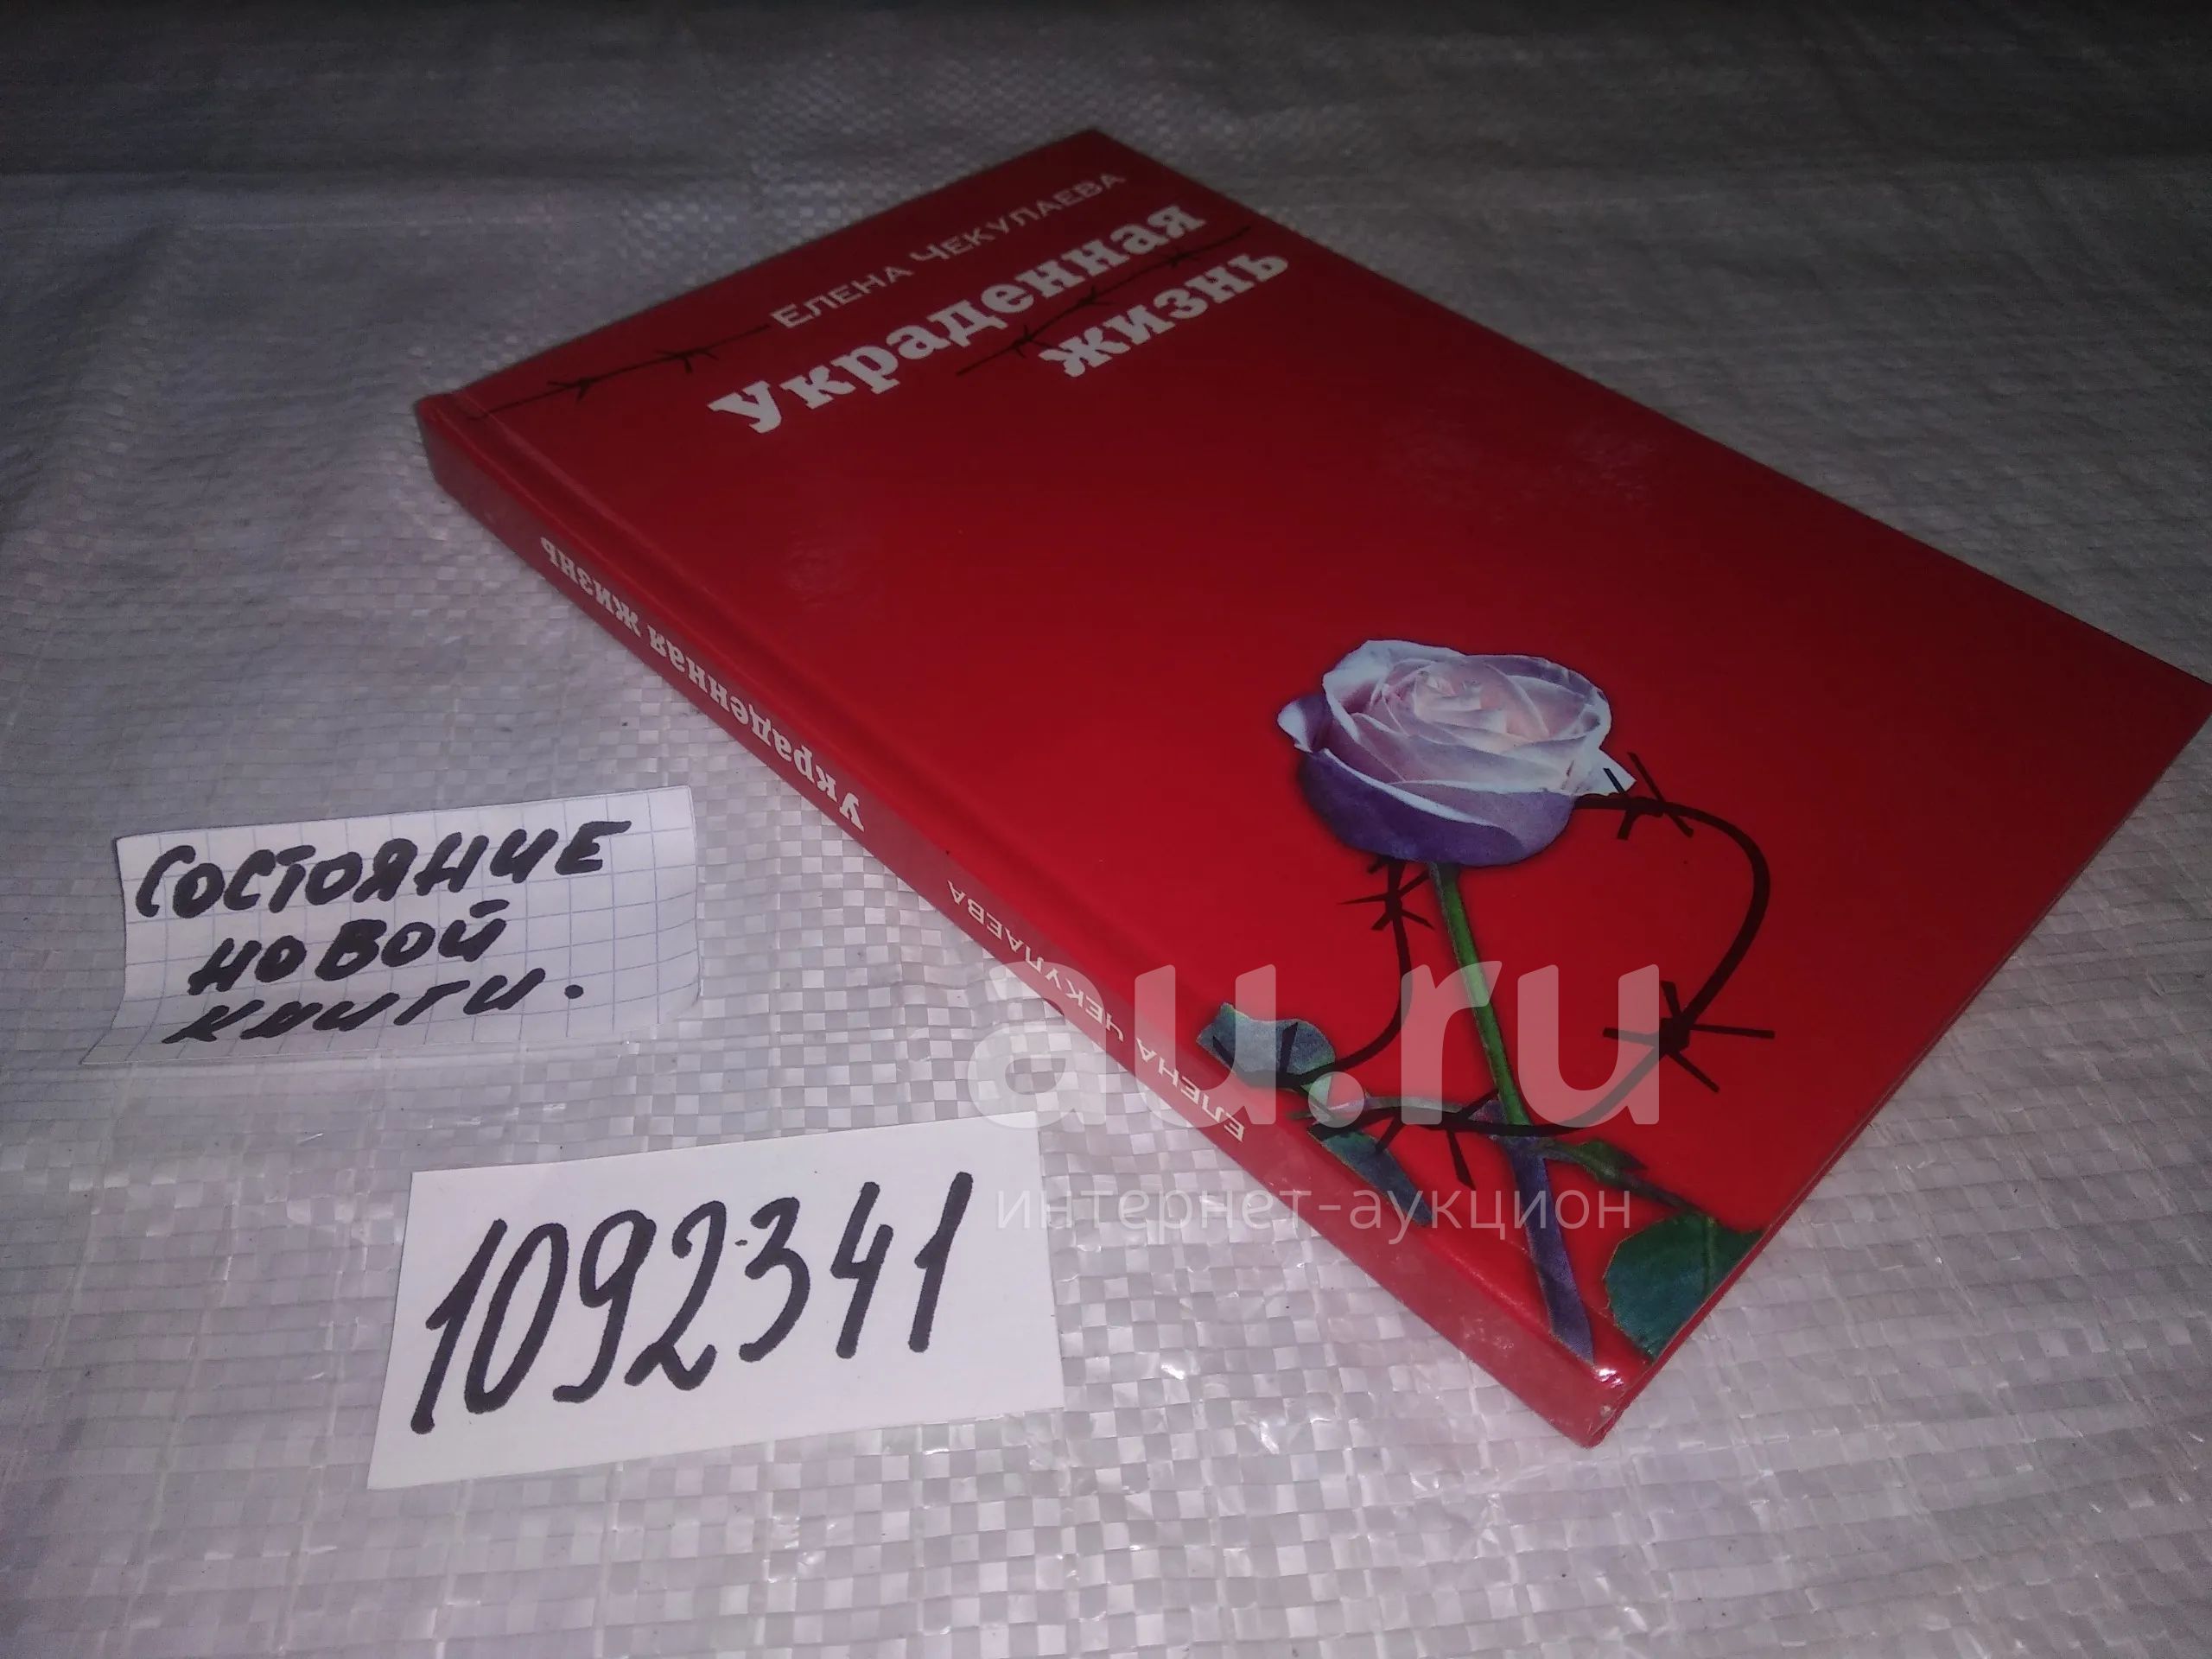 Елена Чекулаева
Украденная
жизнь
Украденная жизнь
Елена Чекулаева
Состояние
новой
книги.
1092341
au.ru
интернет-аукцион